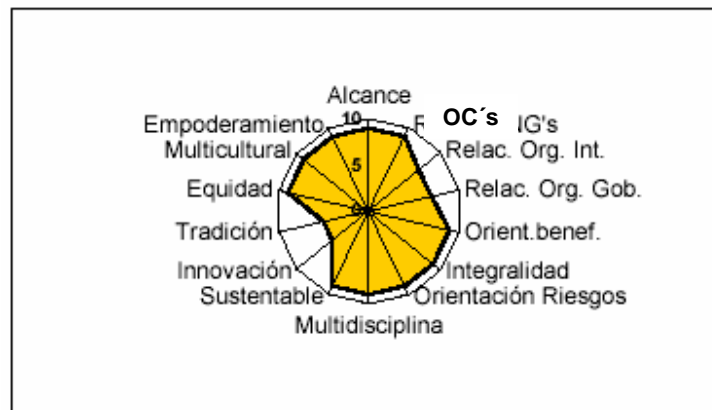 Alcance
10
OC´s
Empoderamiento
NG's
Multicultural
5
Relac. Org. Int.
Equidad
Relac. Org. Gob.
0
Tradición
Orient.benef.
Innovación
Integralidad
Sustentable
Orientación Riesgos
Multidisciplina